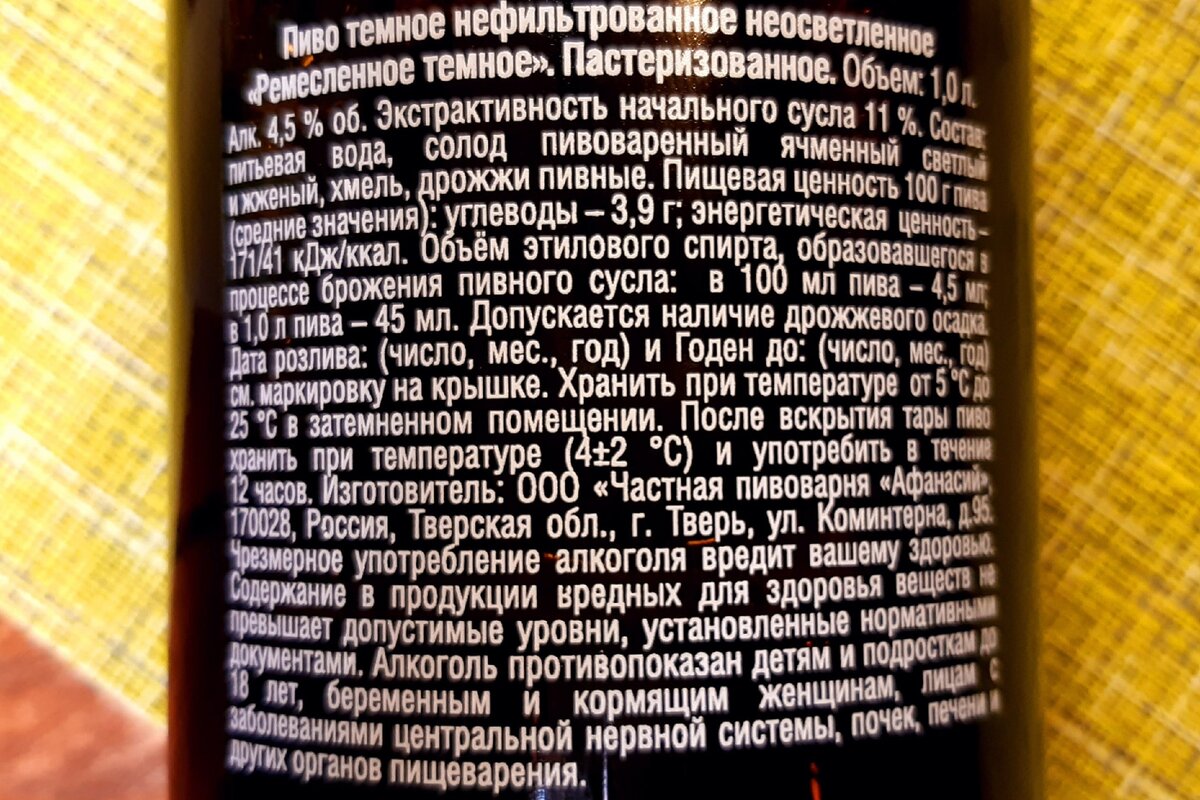 Пиво темное нефильтрованное неосветленное
«Ремесленное темное». Пастеризованное. Объем: 1,0 л.
Алк. 4,5 % об. Экстрактивность начального сусла 11 %. Состав:
питьевая вода, солод пивоваренный ячменный светлый
и жженый, хмель, дрожжи пивные. Пищевая ценность 100 г пива
(средние значения): углеводы – 3,9 г; энергетическая ценность –
171/41 кДж/ккал. Объём этилового спирта, образовавшегося в
процессе брожения пивного сусла: в 100 мл пива – 4,5 мл;
в 1,0 л пива – 45 мл. Допускается наличие дрожжевого осадка.
Дата розлива: (число, мес., год) и Годен до: (число, мес., год)
см. маркировку на крышке. Хранить при температуре от 5 °C до
25 °C в затемненном помещении. После вскрытия тары пиво
хранить при температуре (4±2 °C) и употребить в течение
12 часов. Изготовитель: ООО «Частная пивоварня «Афанасий»,
170028, Россия, Тверская обл., г. Тверь, ул. Коминтерна, д.95.
Чрезмерное употребление алкоголя вредит вашему здоровью.
Содержание в продукции вредных для здоровья веществ не
превышает допустимые уровни, установленные нормативными
документами. Алкоголь противопоказан детям и подросткам до
18 лет, беременным и кормящим женщинам, лицам с
заболеваниями центральной нервной системы, почек, печени и
других органов пищеварения.